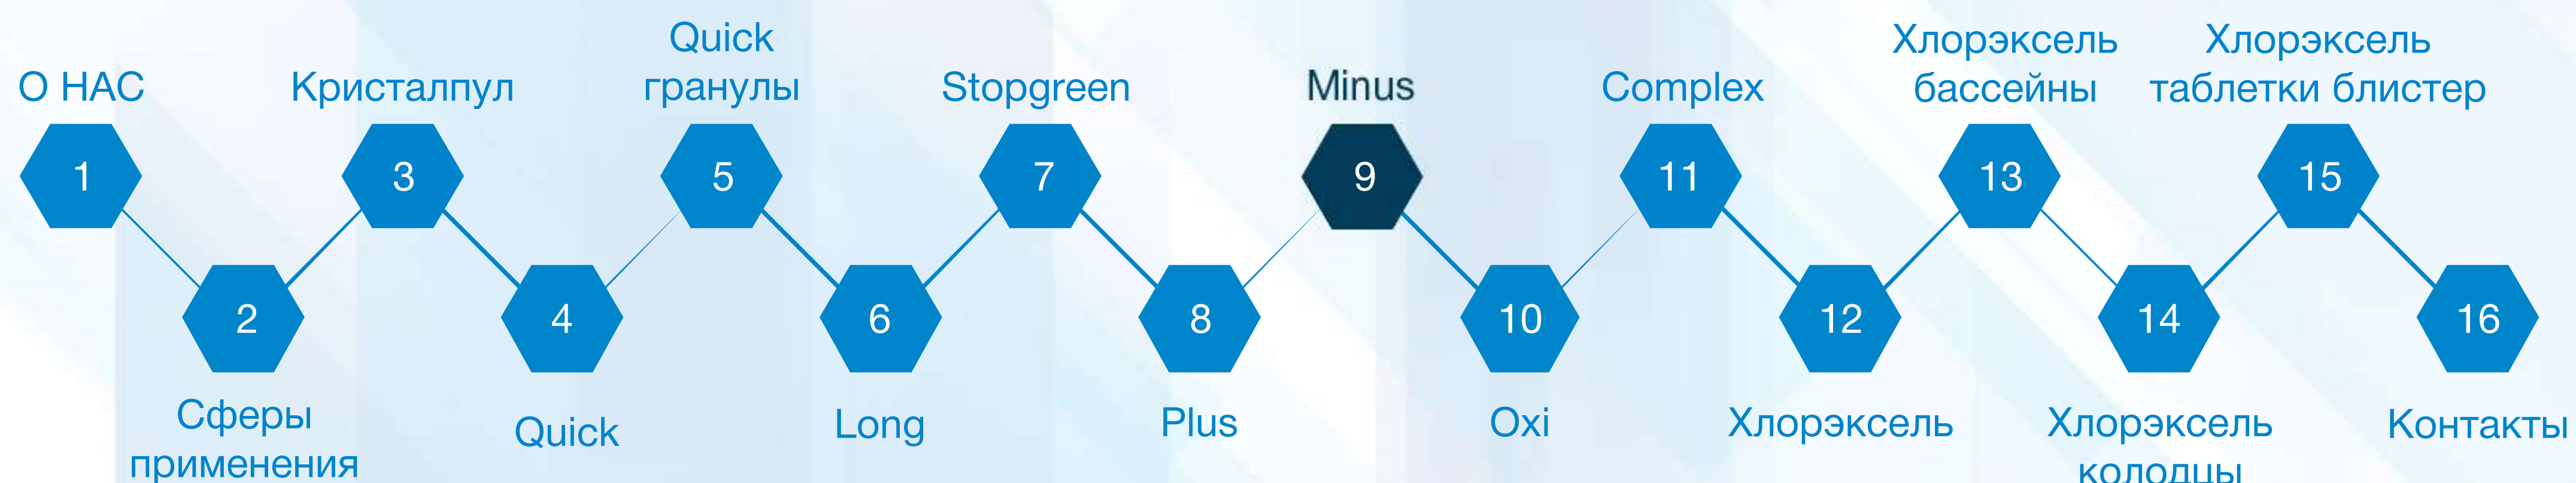 О НАС
1
Сферы
применения
2
Кристалпул
3
Quick
4
Quick
гранулы
5
Long
6
Stopgreen
7
Plus
8
Minus
9
Oxi
10
Complex
11
Хлорэксель
12
Хлорэксель
бассейны
13
Хлорэксель
колодцы
14
Хлорэксель
таблетки блистер
15
Контакты
16